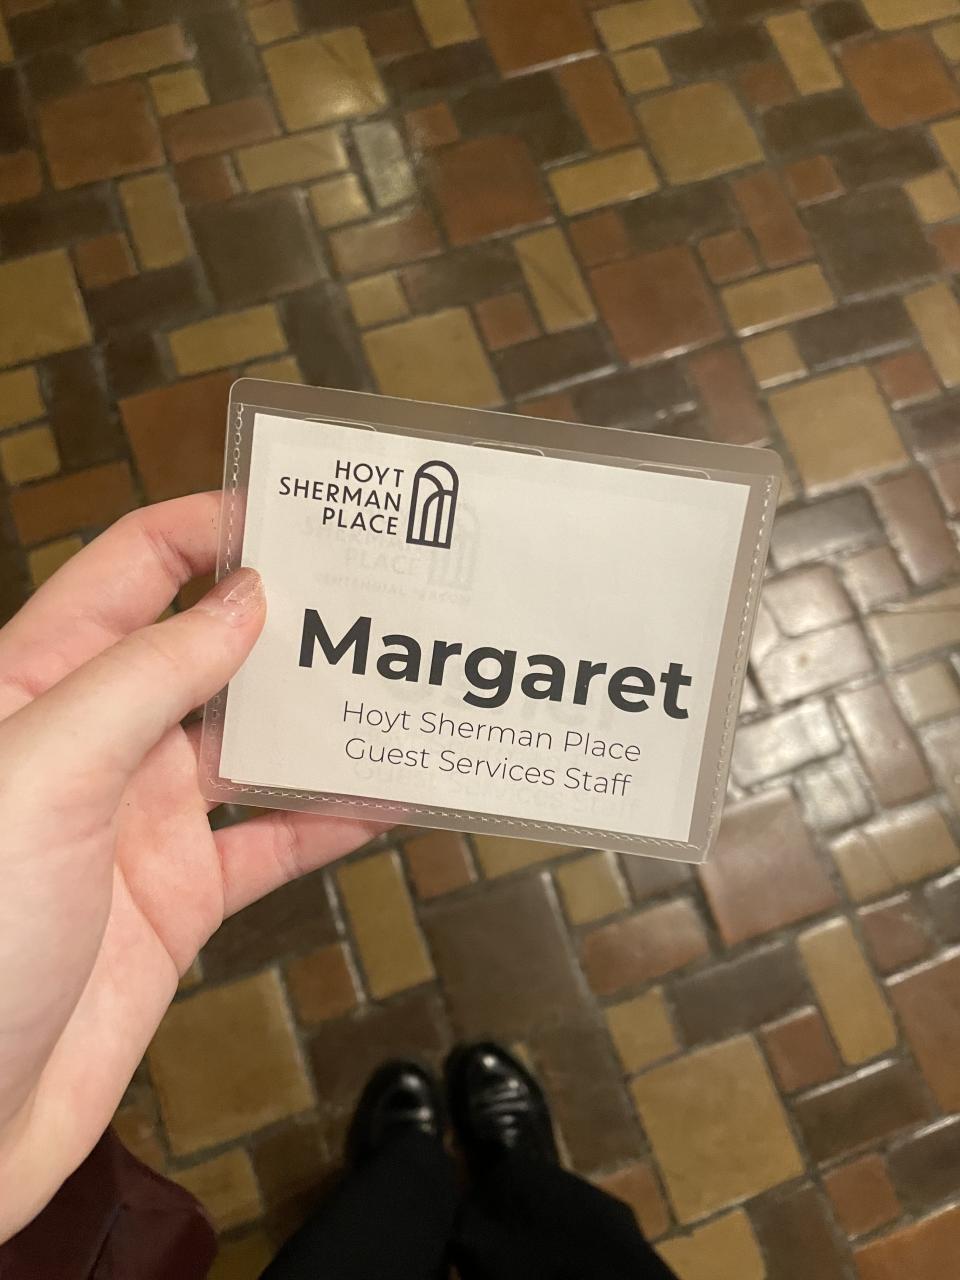 HOYT
SHERMAN
PLACE
Margaret
Hoyt Sherman Place
Guest Services Staff